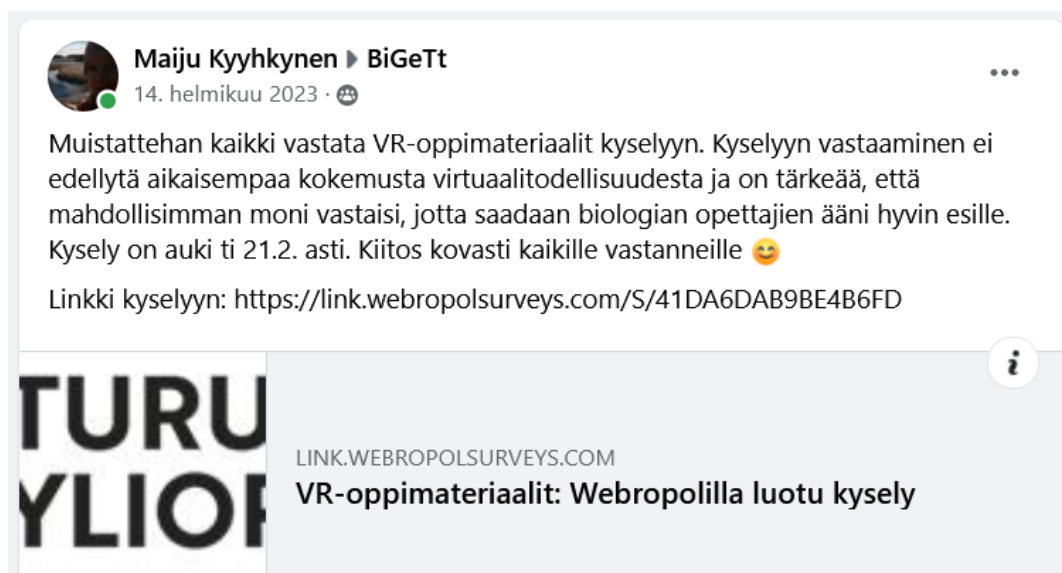 Maiju Kyyhkynen ▶ BiGeTt
14. helmikuu 2023 ·
Muistattehan kaikki vastata VR-oppimateriaalit kyselyyn. Kyselyyn vastaaminen ei
edellytä aikaisempaa kokemusta virtuaalitodellisuudesta ja on tärkeää, että
mahdollisimman moni vastaisi, jotta saadaan biologian opettajien ääni hyvin esille.
Kysely on auki ti 21.2. asti. Kiitos kovasti kaikille vastanneille 😊
Linkki kyselyyn: https://link.webropolsurveys.com/S/41DA6DAB9BE4B6FD
TURU
YLIOP
LINK.WEBROPOLSURVEYS.COM
VR-oppimateriaalit: Webropolilla luotu kysely